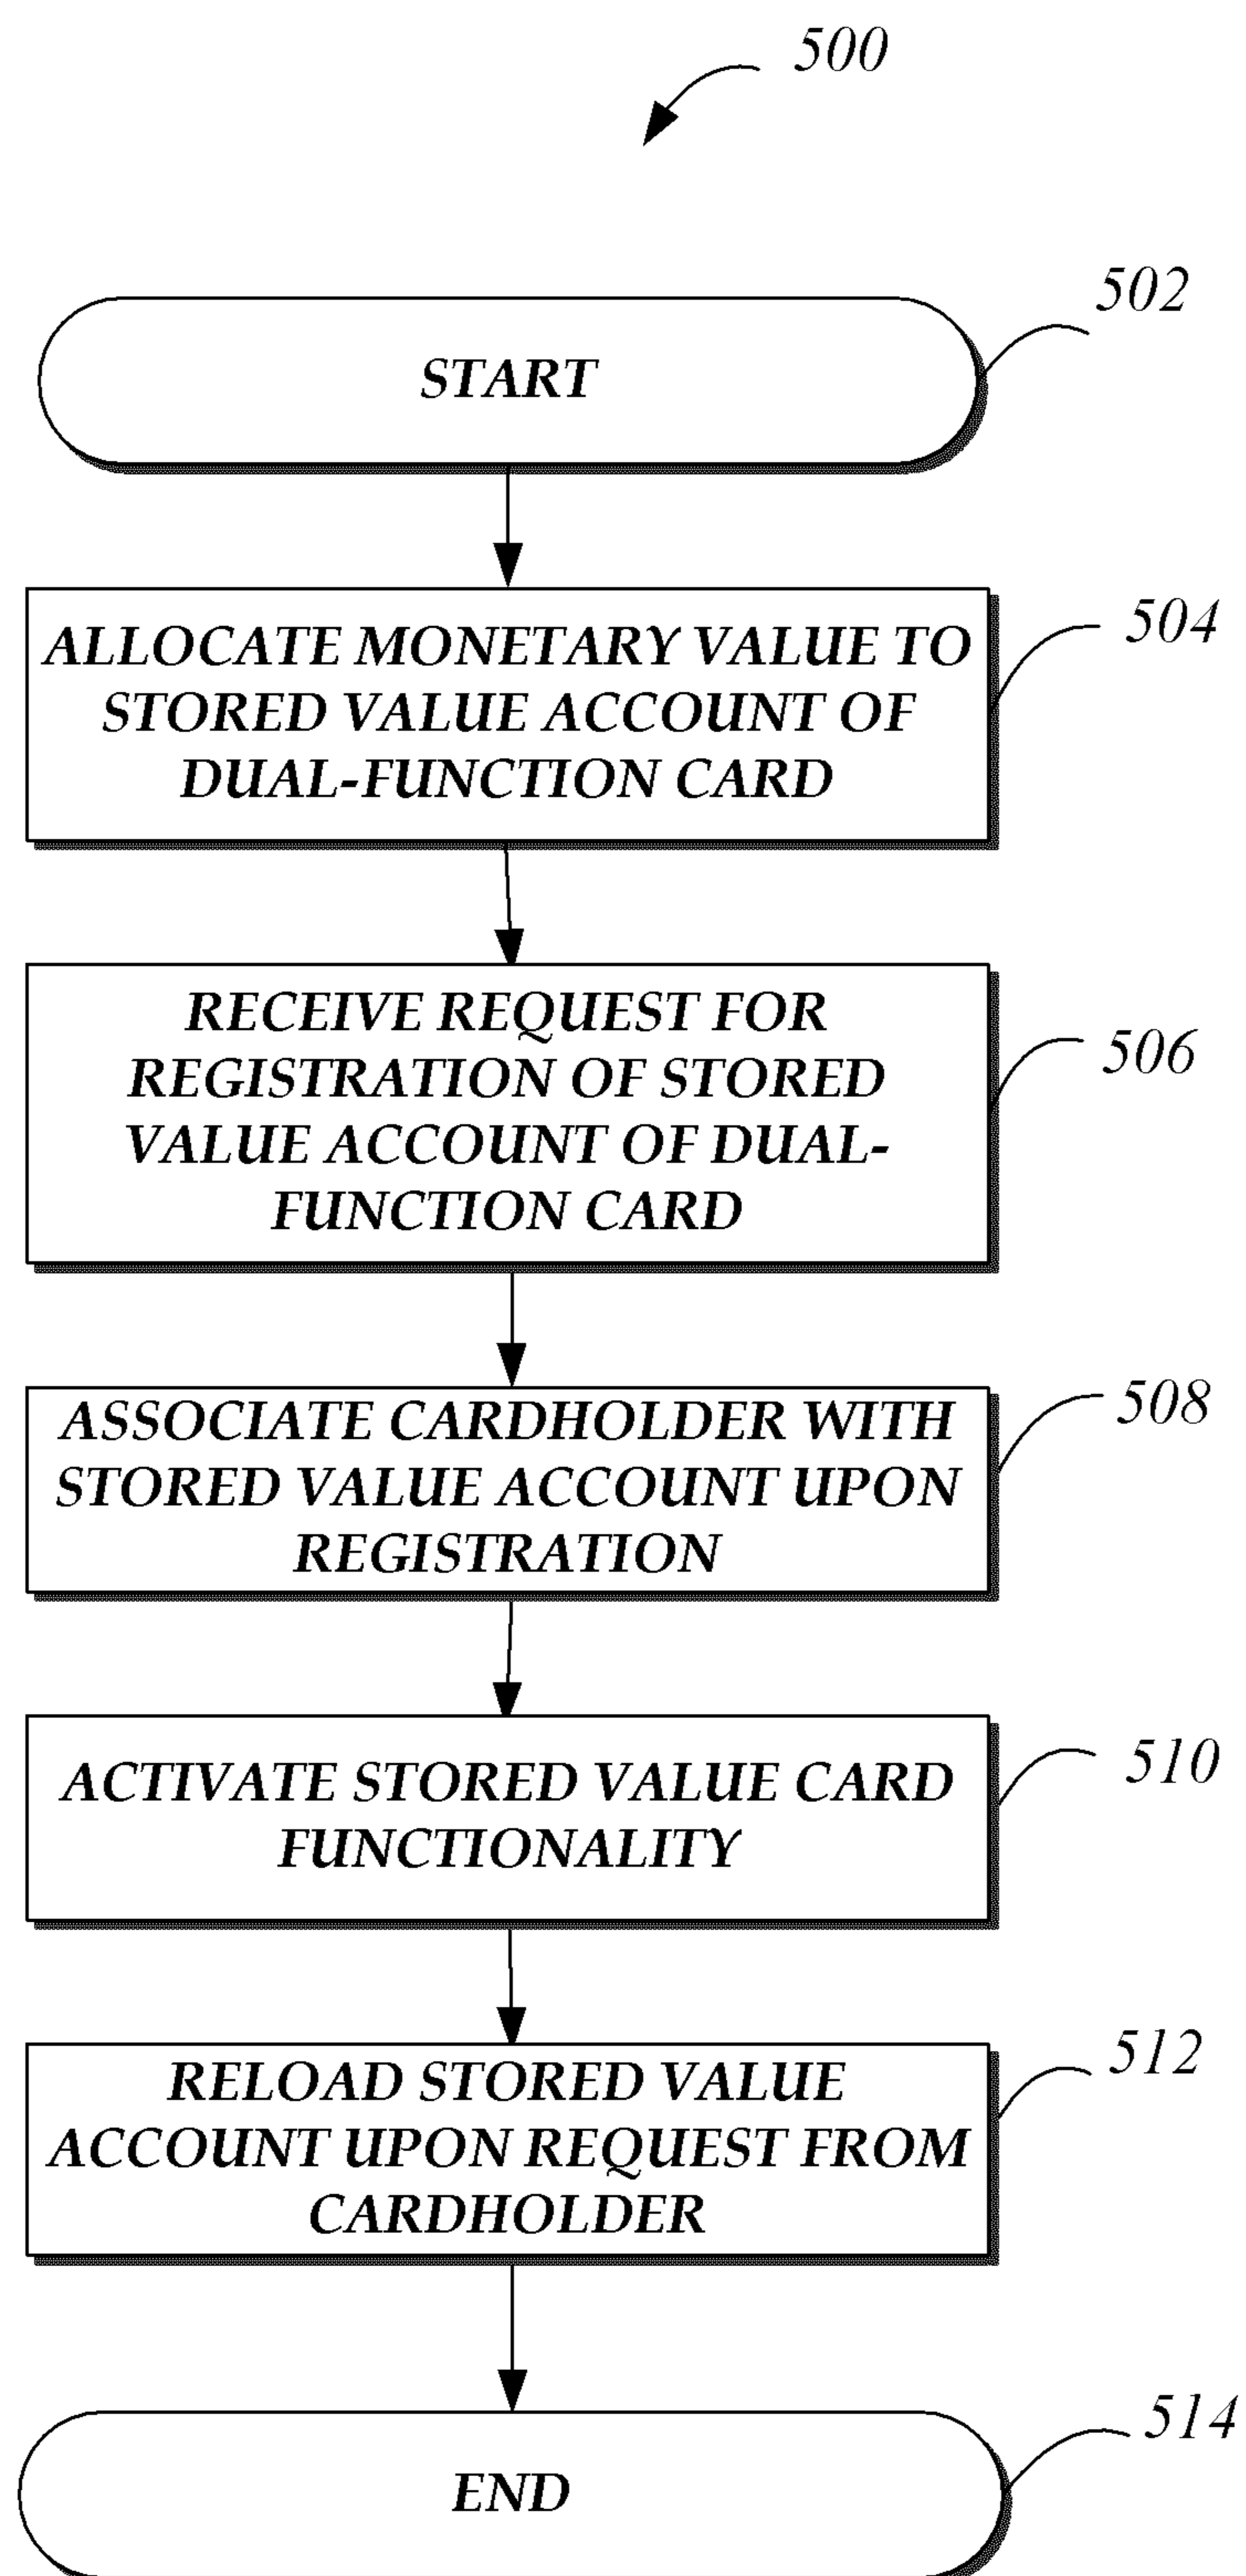 500
502
START
504
ALLOCATE MONETARY VALUE TO
STORED VALUE ACCOUNT OF
DUAL-FUNCTION CARD
506
RECEIVE REQUEST FOR
REGISTRATION OF STORED
VALUE ACCOUNT OF DUAL-
FUNCTION CARD
508
ASSOCIATE CARDHOLDER WITH
STORED VALUE ACCOUNT UPON
REGISTRATION
510
ACTIVATE STORED VALUE CARD
FUNCTIONALITY
512
RELOAD STORED VALUE
ACCOUNT UPON REQUEST FROM
CARDHOLDER
514
END